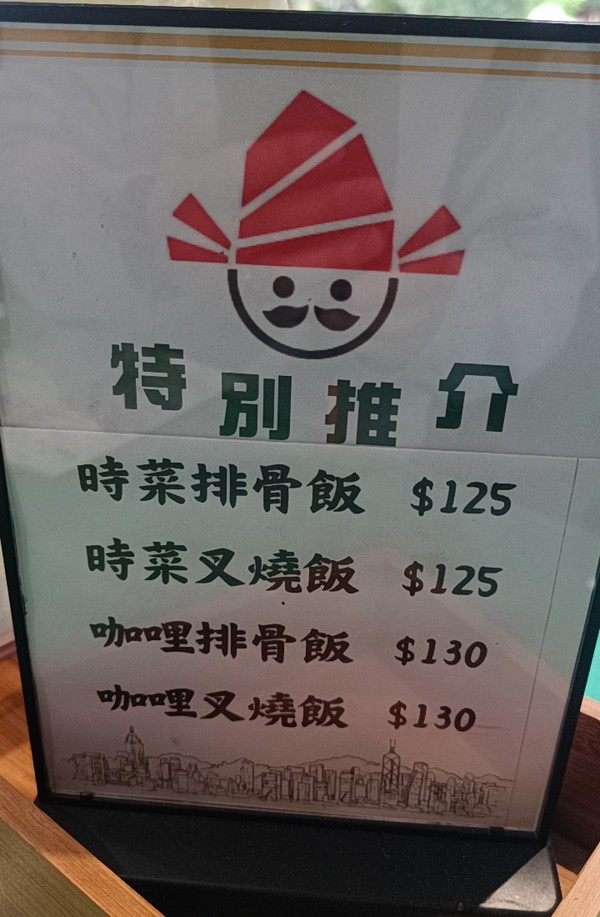 特別推介
時菜排骨飯 $125
時菜叉燒飯 $125
咖哩排骨飯 $130
咖哩叉燒飯 $130